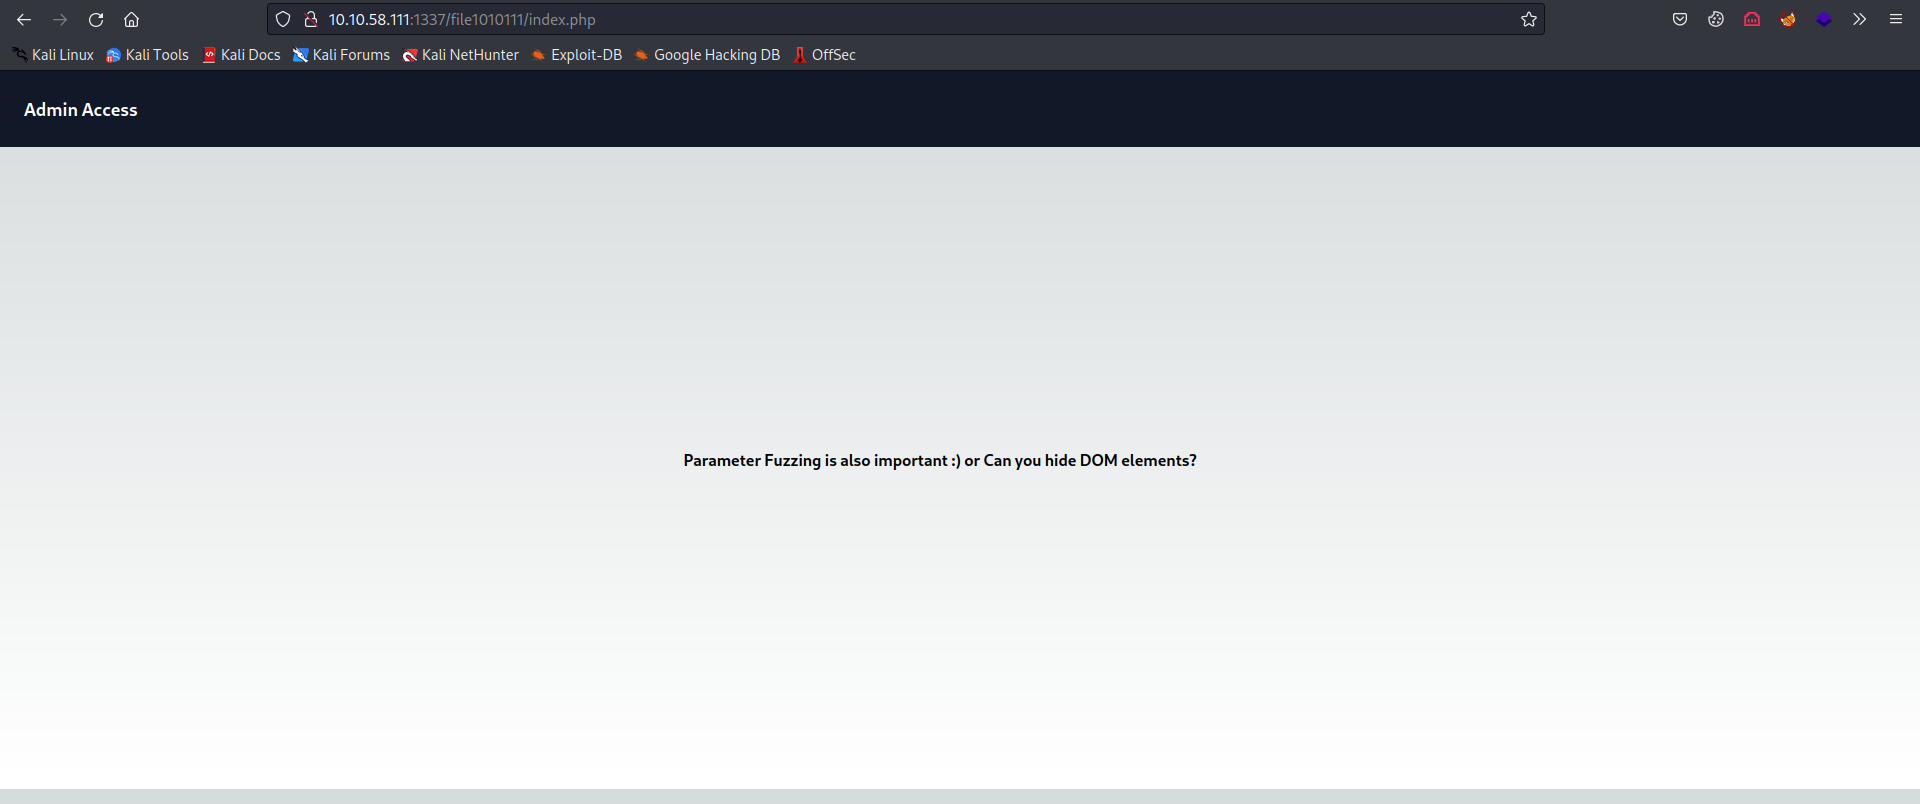 10.10.58.111:1337/file1010111/index.php
Kali Linux Kali Tools Kali Docs Kali Forums Kali NetHunter Exploit-DB Google Hacking DB OffSec
Admin Access
Parameter Fuzzing is also important :) or Can you hide DOM elements?